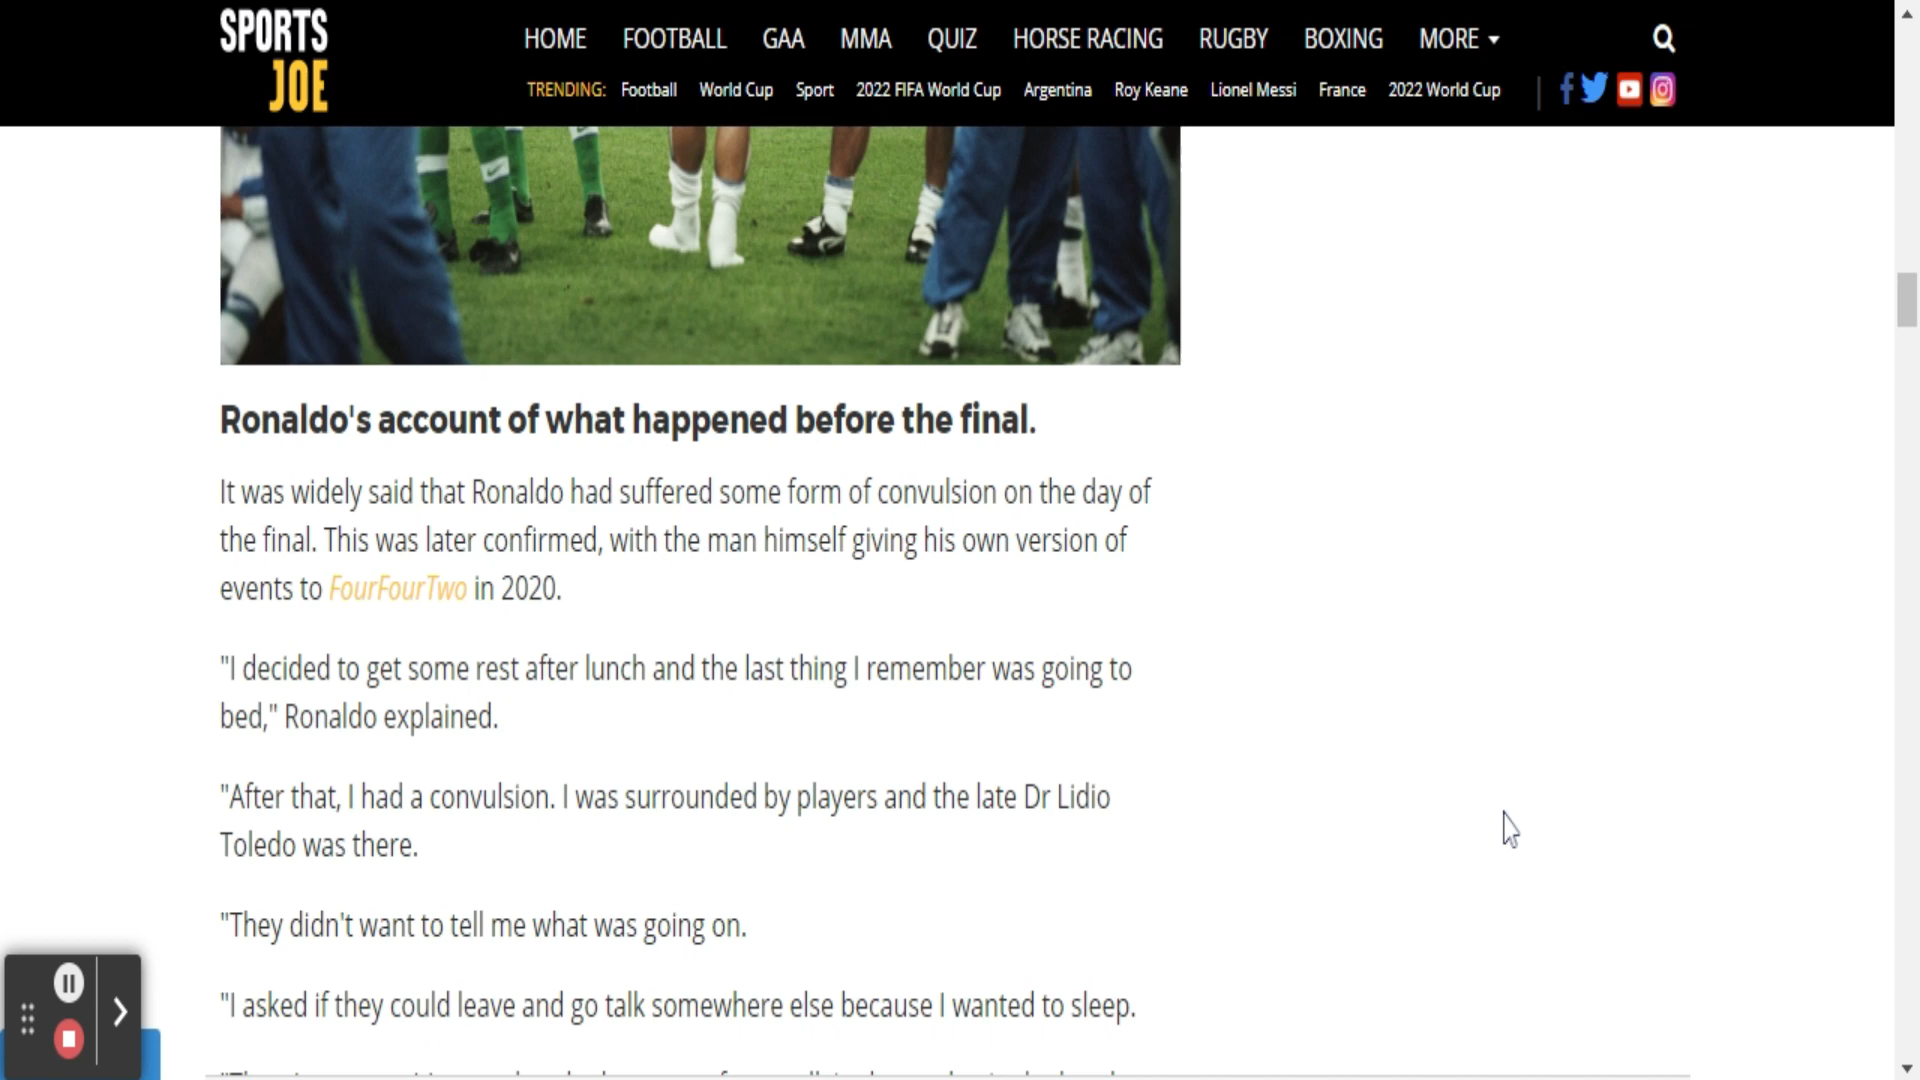 SPORTS
JOE
HOME FOOTBALL GAA MMA QUIZ HORSE RACING RUGBY BOXING MORE
TRENDING: Football World Cup Sport 2022 FIFA World Cup Argentina Roy Keane Lionel Messi France 2022 World Cup
Ronaldo's account of what happened before the final.
It was widely said that Ronaldo had suffered some form of convulsion on the day of
the final. This was later confirmed, with the man himself giving his own version of
events to FourFourTwo in 2020.
"I decided to get some rest after lunch and the last thing I remember was going to
bed," Ronaldo explained.
"After that, I had a convulsion. I was surrounded by players and the late Dr Lidio
Toledo was there.
"They didn't want to tell me what was going on.
"I asked if they could leave and go talk somewhere else because I wanted to sleep.